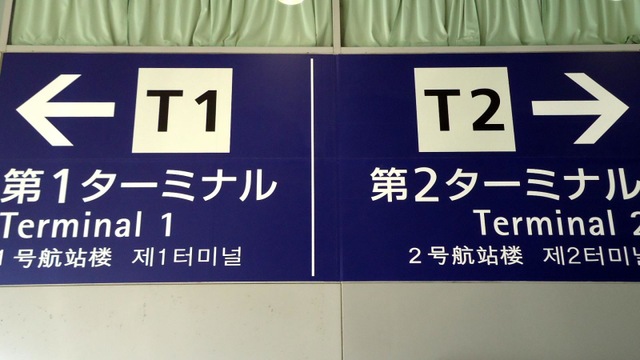 T1
第1ターミナル
Terminal 1
1号航站楼 제1터미널
T2
第2ターミナル
Terminal 2
2号航站楼 제2터미널